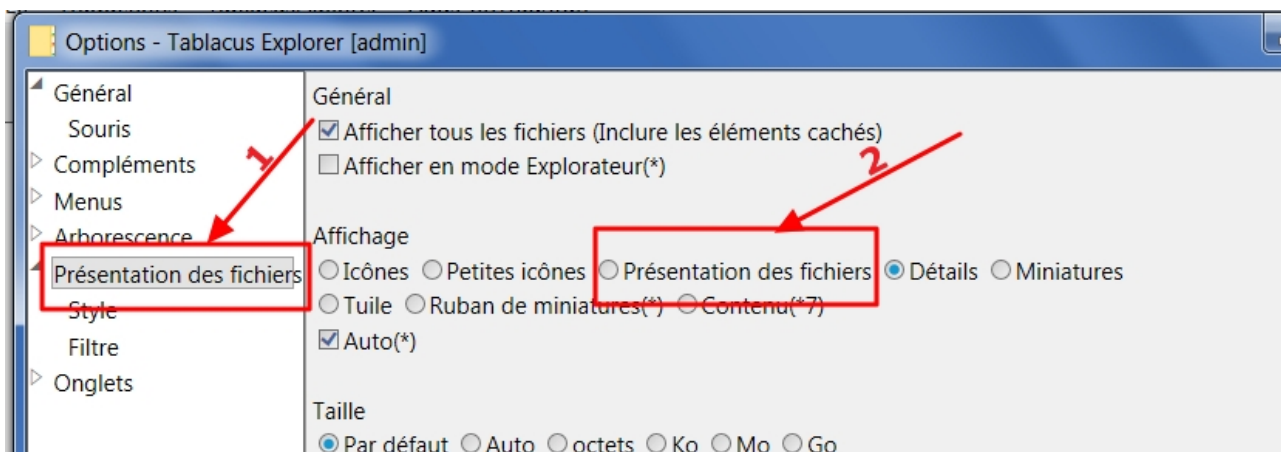 Options - Tablacus Explorer [admin]
Général
Souris
Compléments
Menus
Arborescence
Présentation des fichiers
Style
Filtre
Onglets
1
Général
Afficher tous les fichiers (Inclure les éléments cachés)
Afficher en mode Explorateur(*)
2
Affichage
Icônes Petites icônes Présentation des fichiers Détails Miniatures
Tuile Ruban de miniatures(*) Contenu(*7)
Auto(*)
Taille
Par défaut Auto octets Ko Mo Go